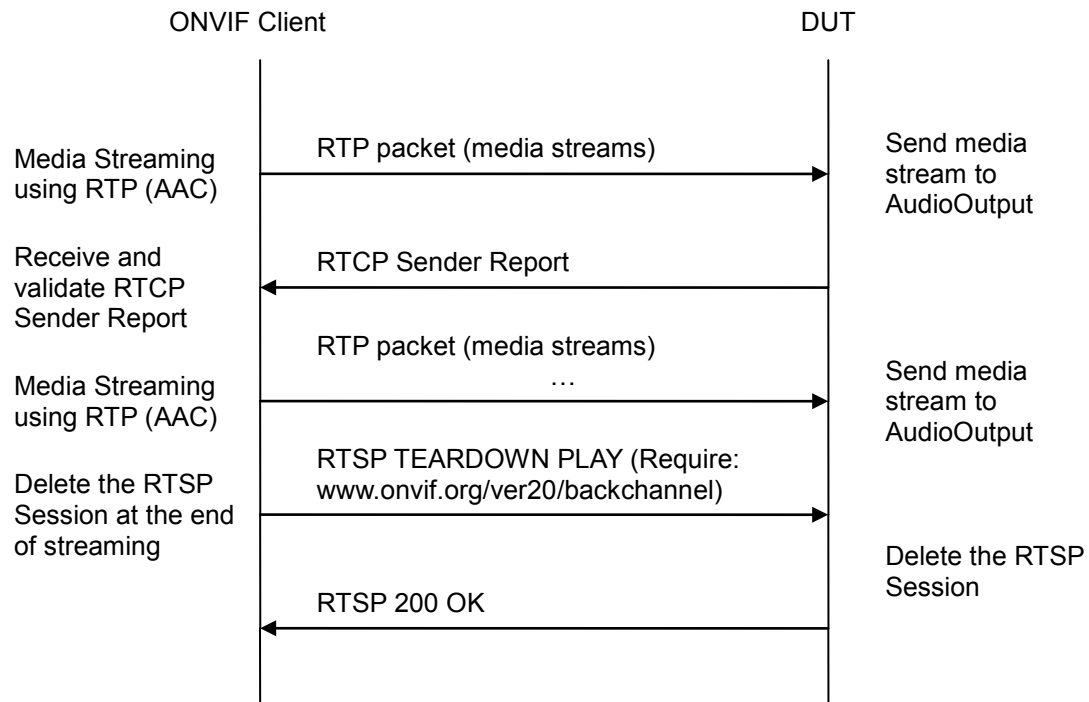 ONVIF Client
DUT
Media Streaming
using RTP (AAC)
RTP packet (media streams)
Send media
stream to
AudioOutput
Receive and
validate RTCP
Sender Report
RTCP Sender Report
Media Streaming
using RTP (AAC)
RTP packet (media streams)
…
Send media
stream to
AudioOutput
Delete the RTSP
Session at the end
of streaming
RTSP TEARDOWN PLAY (Require:
www.onvif.org/ver20/backchannel)
Delete the RTSP
Session
RTSP 200 OK